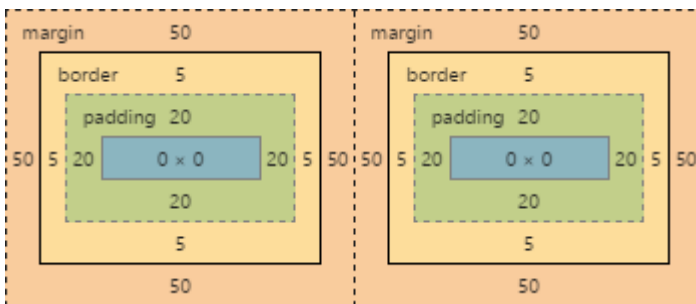 margin 50 margin 50
border 5 border 5
padding 20 padding 20
50 5 20 0 × 0 20 5 50 50 5 20 0 × 0 20 5 50
20 20
5 5
50 50